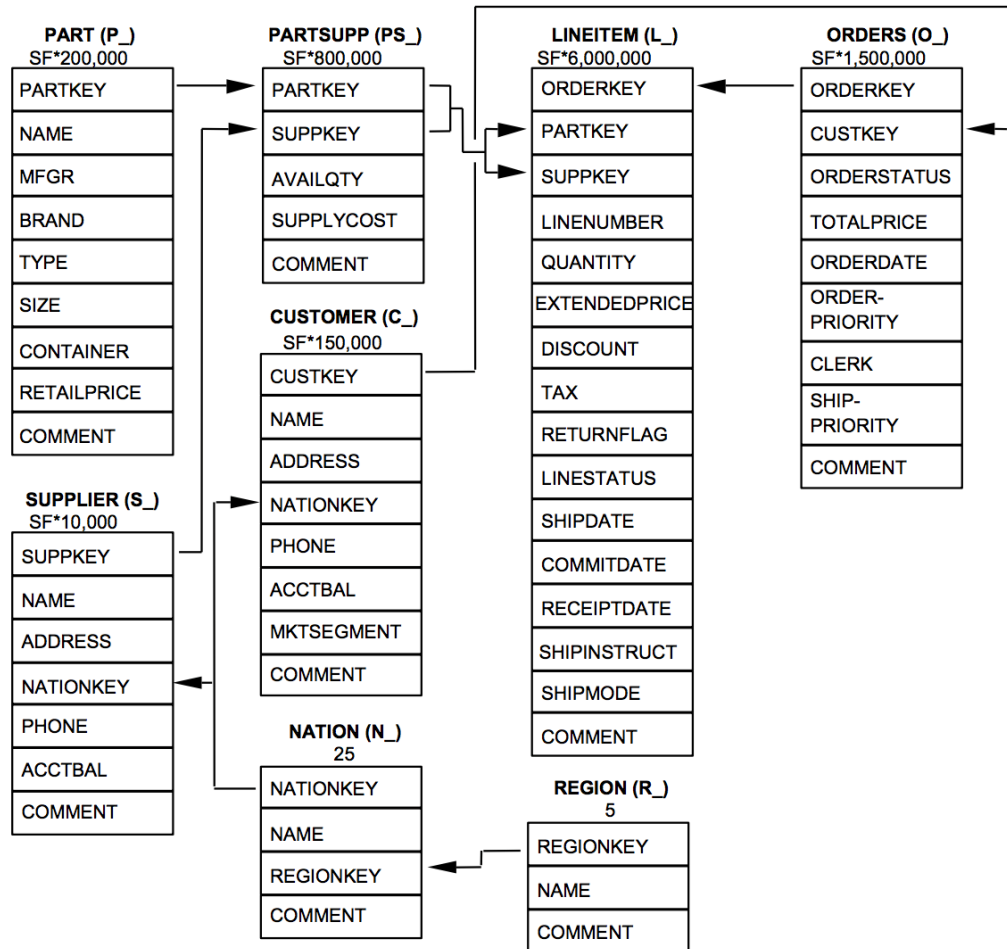 PART (P_)
SF*200,000
PARTKEY
NAME
MFGR
BRAND
TYPE
SIZE
CONTAINER
RETAILPRICE
COMMENT
SUPPLIER (S_)
SF*10,000
SUPPKEY
NAME
ADDRESS
NATIONKEY
PHONE
ACCTBAL
COMMENT
PARTSUPP (PS_)
SF*800,000
PARTKEY
SUPPKEY
AVAILQTY
SUPPLYCOST
COMMENT
CUSTOMER (C_)
SF*150,000
CUSTKEY
NAME
ADDRESS
NATIONKEY
PHONE
ACCTBAL
MKTSEGMENT
COMMENT
NATION (N_)
25
NATIONKEY
NAME
REGIONKEY
COMMENT
LINEITEM (L_)
SF*6,000,000
ORDERKEY
PARTKEY
SUPPKEY
LINENUMBER
QUANTITY
EXTENDEDPRICE
DISCOUNT
TAX
RETURNFLAG
LINESTATUS
SHIPDATE
COMMITDATE
RECEIPTDATE
SHIPINSTRUCT
SHIPMODE
COMMENT
REGION (R_)
5
REGIONKEY
NAME
COMMENT
ORDERS (O_)
SF*1,500,000
ORDERKEY
CUSTKEY
ORDERSTATUS
TOTALPRICE
ORDERDATE
ORDER-
PRIORITY
CLERK
SHIP-
PRIORITY
COMMENT